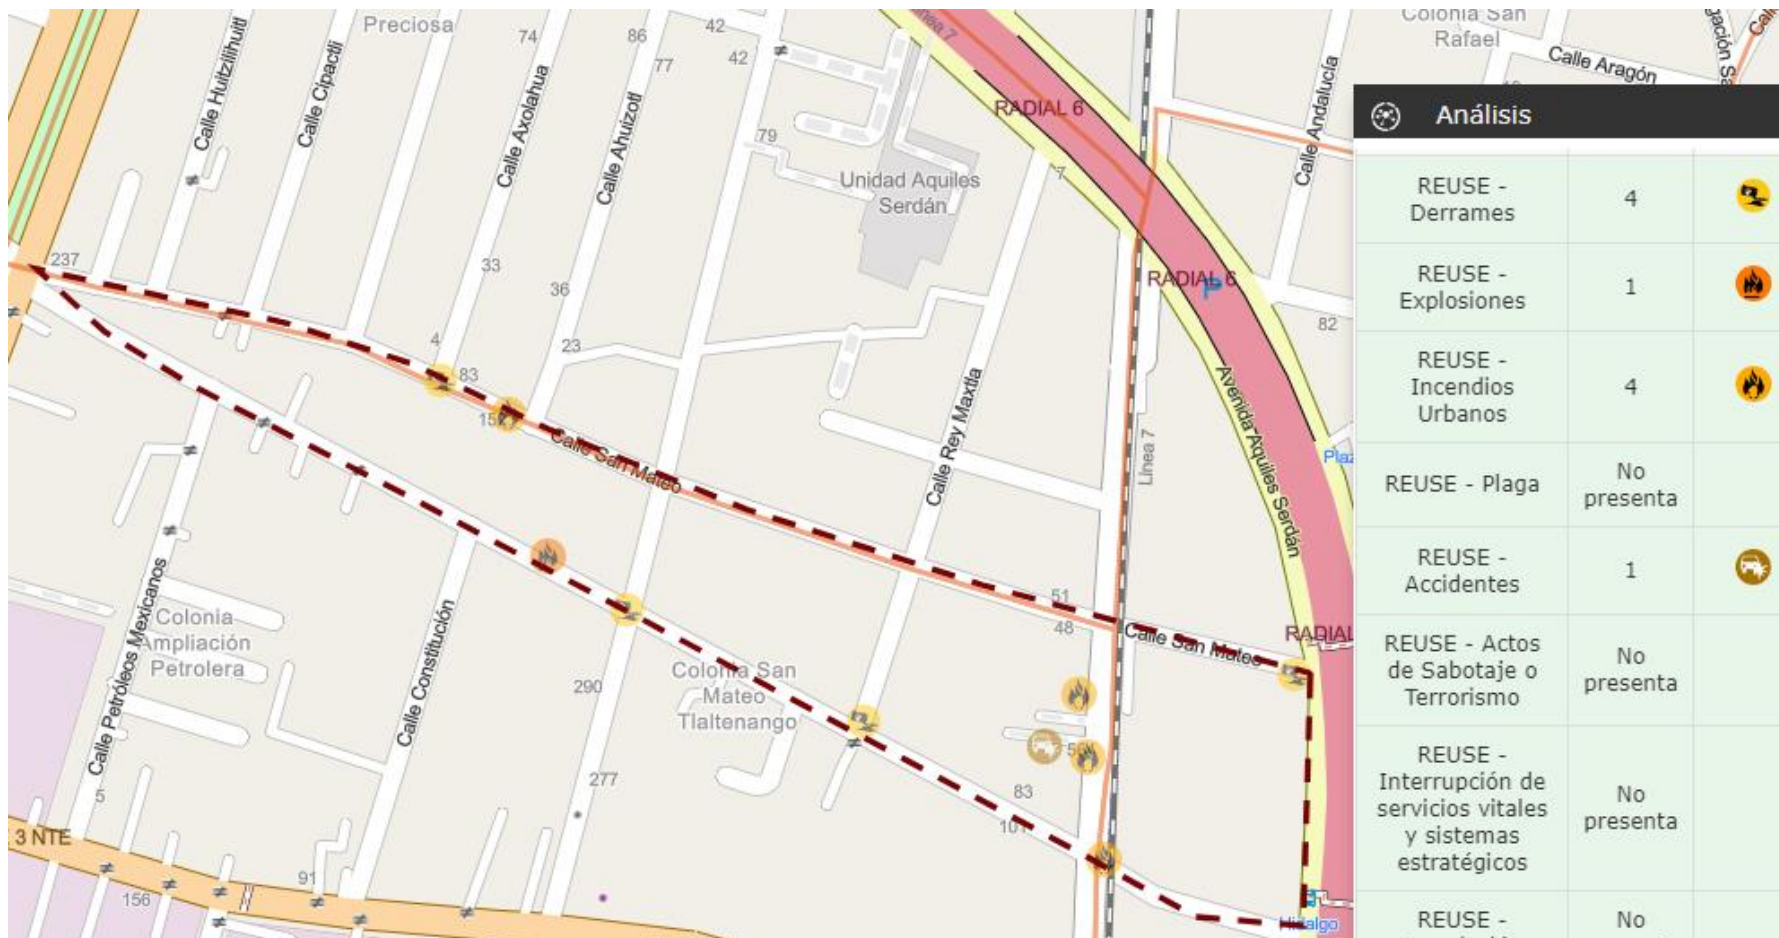 Preciosa
Calle Huitzilihuitl
Calle Cipactli
74
Calle Axolahua
86
77
Calle Ahuizotl
42
42
79
Línea 7
RADIAL 6
Unidad Aquiles
Serdán
7
Calle Andalucía
Colonia San
Rafael
Calle Aragón
237
33
36
4
83
23
15
RADIAL 6
P
82
Calle San Mateo
Calle Rey Maxtla
Línea 7
Avenida Aquiles Serdán
Plaz
Calle Petróleos Mexicanos
Colonia
Ampliación
Petrolera
Calle Constitución
51
48
Calle San Mateo
RADIAL
Colonia San
Mateo
Tlaltenango
290
277
5
83
101
3 NTE
156
91
Hidalgo
Análisis
REUSE -
Derrames
4
REUSE -
Explosiones
1
REUSE -
Incendios
Urbanos
4
REUSE - Plaga
No
presenta
REUSE -
Accidentes
1
REUSE - Actos
de Sabotaje o
Terrorismo
No
presenta
REUSE -
Interrupción de
servicios vitales
y sistemas
estratégicos
No
presenta
REUSE -
No